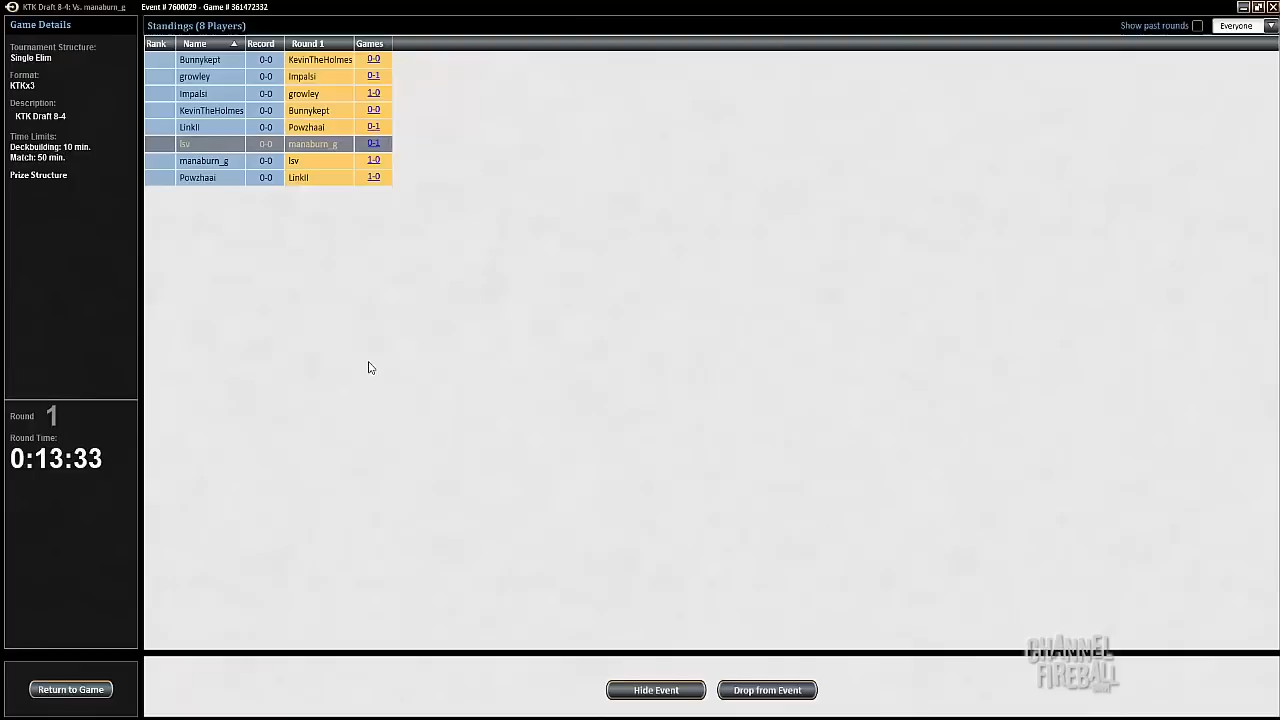 KTK Draft 8-4: Vs. manaburn_g Event # 7600029 - Game # 361472332
Game Details
Standings (8 Players)
Show past rounds Everyone
Tournament Structure:
Single Elim
Format:
KTKx3
Description:
KTK Draft 8-4
Time Limits:
Deckbuilding: 10 min.
Match: 50 min.
Prize Structure
Rank Name Record Round 1 Games
Bunnykept 0-0 KevinTheHolmes 0-0
growley 0-0 Impalsi 0-1
Impalsi 0-0 growley 1-0
KevinTheHolmes 0-0 Bunnykept 0-0
LinkII 0-0 Powzhaai 0-1
lsv 0-0 manaburn_g 0-1
manaburn_g 0-0 lsv 1-0
Powzhaai 0-0 LinkII 1-0
Round 1
Round Time:
0:13:33
Return to Game
Hide Event
Drop from Event
CHANNEL
FIREBALL